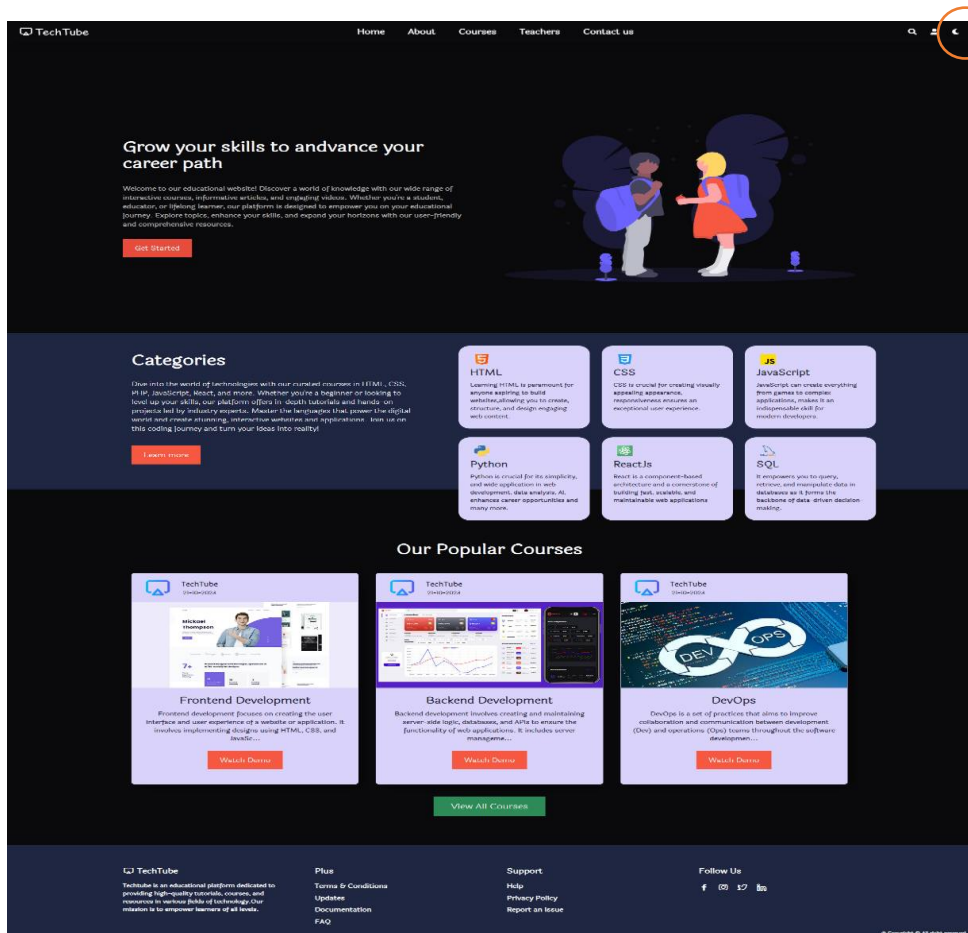 TechTube
Home About Courses Teachers Contact us
Grow your skills to andvance your
career path
Welcome to our educational website! Discover a world of knowledge with our wide range of
interactive courses, informative articles, and engaging videos. Whether you're a student,
educator, or lifelong learner, our platform is designed to empower you on your educational
journey. Explore topics, enhance your skills, and expand your horizons with our user-friendly
and comprehensive resources.
Get Started
Categories
Dive into the world of technologies with our curated courses in HTML, CSS,
PHP, JavaScript, React, and more. Whether you're a beginner or looking to
level up your skills, our platform offers in-depth tutorials and hands-on
projects led by industry experts. Master the languages that power the digital
world and create stunning, interactive websites and applications. Join us on
this coding journey and turn your ideas into reality!
Learn more
HTML
Learning HTML is paramount for
anyone aspiring to build
websites,allowing you to create,
structure, and design engaging
web content.
CSS
CSS is crucial for creating visually
appealing appearance,
responsiveness ensures an
exceptional user experience.
JS
JavaScript
JavaScript can create everything
from games to complex
applications, makes it an
indispensable skill for
modern developers.
Python
Python is crucial for its simplicity,
and wide application in web
development, data analysis, AI.
enhances career opportunities and
many more.
ReactJs
React is a component-based
architecture and a cornerstone of
building fast, scalable, and
maintainable web applications
SQL
It empowers you to query,
retrieve, and manipulate data in
databases as it forms the
backbone of data-driven decision
making.
Our Popular Courses
TechTube
21-10-2024
Mickael
Thompson
7+
Frontend Development
Frontend development focuses on creating the user
interface and user experience of a website or application. It
involves implementing designs using HTML, CSS, and
JavaSc...
Watch Demo
TechTube
21-10-2024
Backend Development
Backend development involves creating and maintaining
server-side logic, databases, and APIs to ensure the
functionality of web applications. It includes server
manageme...
Watch Demo
TechTube
21-10-2024
DEV OPS
DevOps
DevOps is a set of practices that aims to improve
collaboration and communication between development
(Dev) and operations (Ops) teams throughout the software
developmen...
Watch Demo
View All Courses
TechTube
Techtube is an educational platform dedicated to
providing high-quality tutorials, courses, and
resources in various fields of technology.Our
mission is to empower learners of all levels.
Plus
Terms & Conditions
Updates
Documentation
FAQ
Support
Help
Privacy Policy
Report an Issue
Follow Us